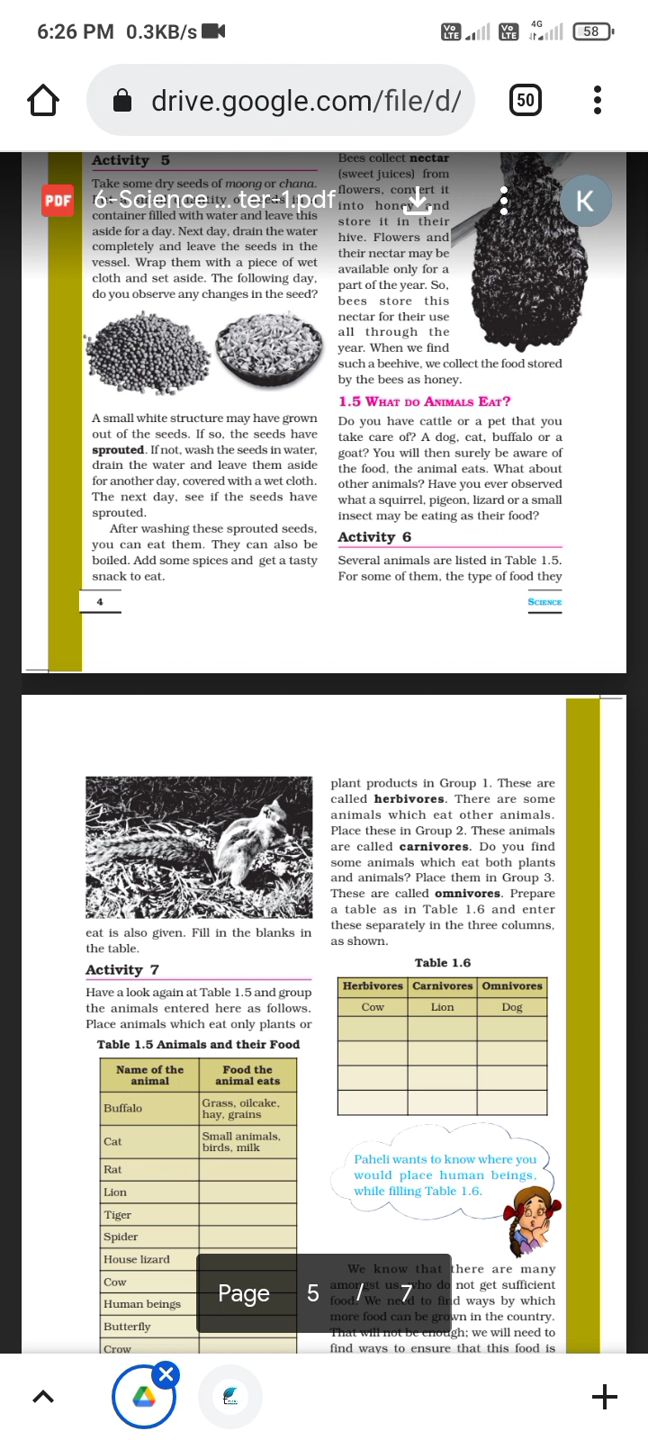 6:26 PM 0.3KB/s
Vo LTE
Vo LTE
4G
58
drive.google.com/file/d/
50
PDF
6-Science ... ter-1.pdf
K
Activity 5
Take some dry seeds of moong or chana.
container filled with water and leave this
aside for a day. Next day, drain the water
completely and leave the seeds in the
vessel. Wrap them with a piece of wet
cloth and set aside. The following day,
do you observe any changes in the seed?
A small white structure may have grown
out of the seeds. If so, the seeds have
sprouted. If not, wash the seeds in water,
drain the water and leave them aside
for another day, covered with a wet cloth.
The next day, see if the seeds have
sprouted.
After washing these sprouted seeds,
you can eat them. They can also be
boiled. Add some spices and get a tasty
snack to eat.
4
Bees collect nectar
(sweet juices) from
flowers, convert it
into honey and
store it in their
hive. Flowers and
their nectar may be
available only for a
part of the year. So,
bees store this
nectar for their use
all through the
year. When we find
such a beehive, we collect the food stored
by the bees as honey.
1.5 WHAT DO ANIMALS EAT?
Do you have cattle or a pet that you
take care of? A dog, cat, buffalo or a
goat? You will then surely be aware of
the food, the animal eats. What about
other animals? Have you ever observed
what a squirrel, pigeon, lizard or a small
insect may be eating as their food?
Activity 6
Several animals are listed in Table 1.5.
For some of them, the type of food they
SCIENCE
eat is also given. Fill in the blanks in
the table.
Activity 7
Have a look again at Table 1.5 and group
the animals entered here as follows.
Place animals which eat only plants or
Table 1.5 Animals and their Food
Name of the animal Food the animal eats
Buffalo Grass, oilcake, hay, grains
Cat Small animals, birds, milk
Rat
Lion
Tiger
Spider
House lizard
Cow
Human beings
Butterfly
Crow
plant products in Group 1. These are
called herbivores. There are some
animals which eat other animals.
Place these in Group 2. These animals
are called carnivores. Do you find
some animals which eat both plants
and animals? Place them in Group 3.
These are called omnivores. Prepare
a table as in Table 1.6 and enter
these separately in the three columns,
as shown.
Table 1.6
Herbivores Carnivores Omnivores
Cow Lion Dog
Paheli wants to know where you
would place human beings,
while filling Table 1.6.
We know that there are many
amongst us, who do not get sufficient
food. We need to find ways by which
more food can be grown in the country.
That will not be enough; we will need to
find ways to ensure that this food is
Page 5 / 7